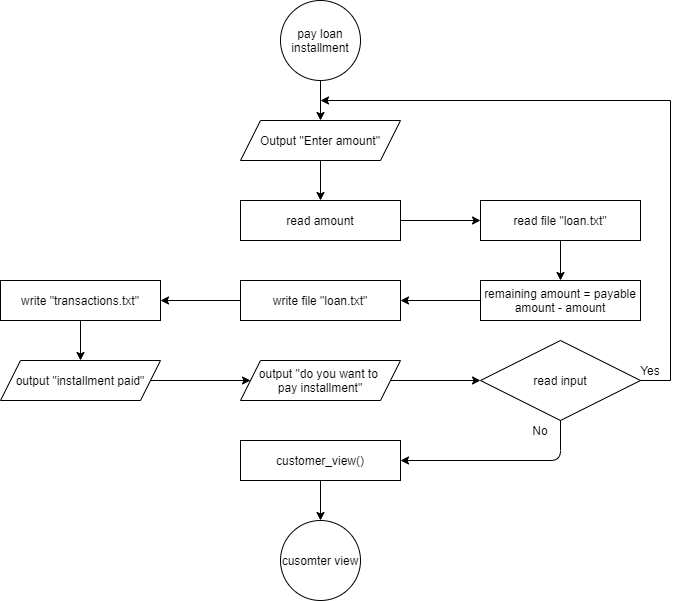 pay loan
installment
Output "Enter amount"
read amount
read file "loan.txt"
remaining amount = payable
amount - amount
write file "loan.txt"
write "transactions.txt"
output "installment paid"
output "do you want to
pay installment"
read input
Yes
No
customer_view()
cusomter view